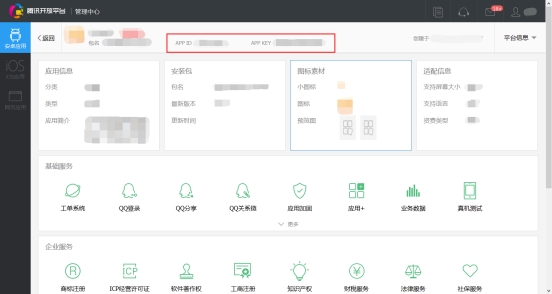 腾讯开放平台 | 管理中心
安卓应用
iOS
网页应用
返回
包名
APP ID
APP KEY
创建于
平台信息
应用信息
分类
类型
应用简介
安装包
包名
最新版本
更新时间
图标素材
小图标
图标
预览图
适配信息
支持屏幕大小
支持语言
资费类型
基础服务
工单系统
QQ登录
QQ分享
QQ关系链
应用加固
应用+
业务数据
真机测试
更多
企业服务
商标注册
ICP经营许可证
软件著作权
工商注册
知识产权
财税服务
法律服务
社保服务